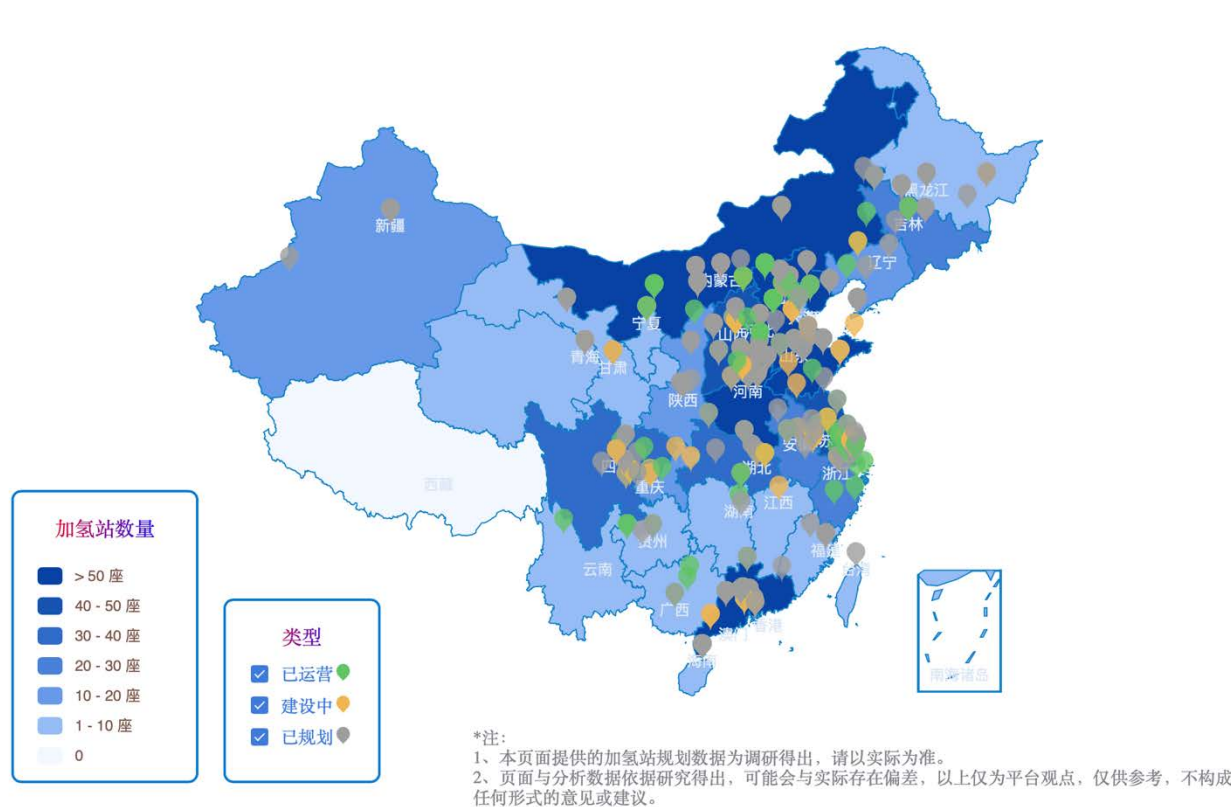 黑龙江
新疆
吉林
辽宁
内蒙古
宁夏
山西
青海
甘肃
山东
河南
陕西
西藏
重庆
湖北
浙江
湖南
江西
贵州
云南
福建
台湾
广西
香港
澳门
海南
南海诸岛
加氢站数量
> 50 座
40 - 50 座
30 - 40 座
20 - 30 座
10 - 20 座
1 - 10 座
0
类型
已运营
建设中
已规划
*注:
1、本页面提供的加氢站规划数据为调研得出，请以实际为准。
2、页面与分析数据依据研究得出，可能会与实际存在偏差，以上仅为平台观点，仅供参考，不构成
任何形式的意见或建议。